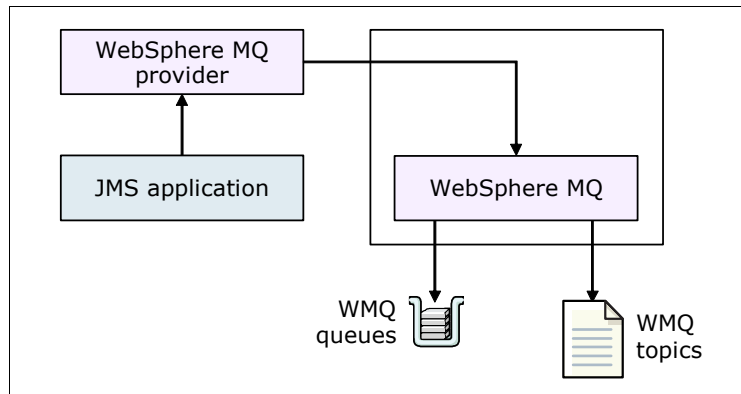 WebSphere MQ
provider
JMS application
WebSphere MQ
WMQ
queues
WMQ
topics